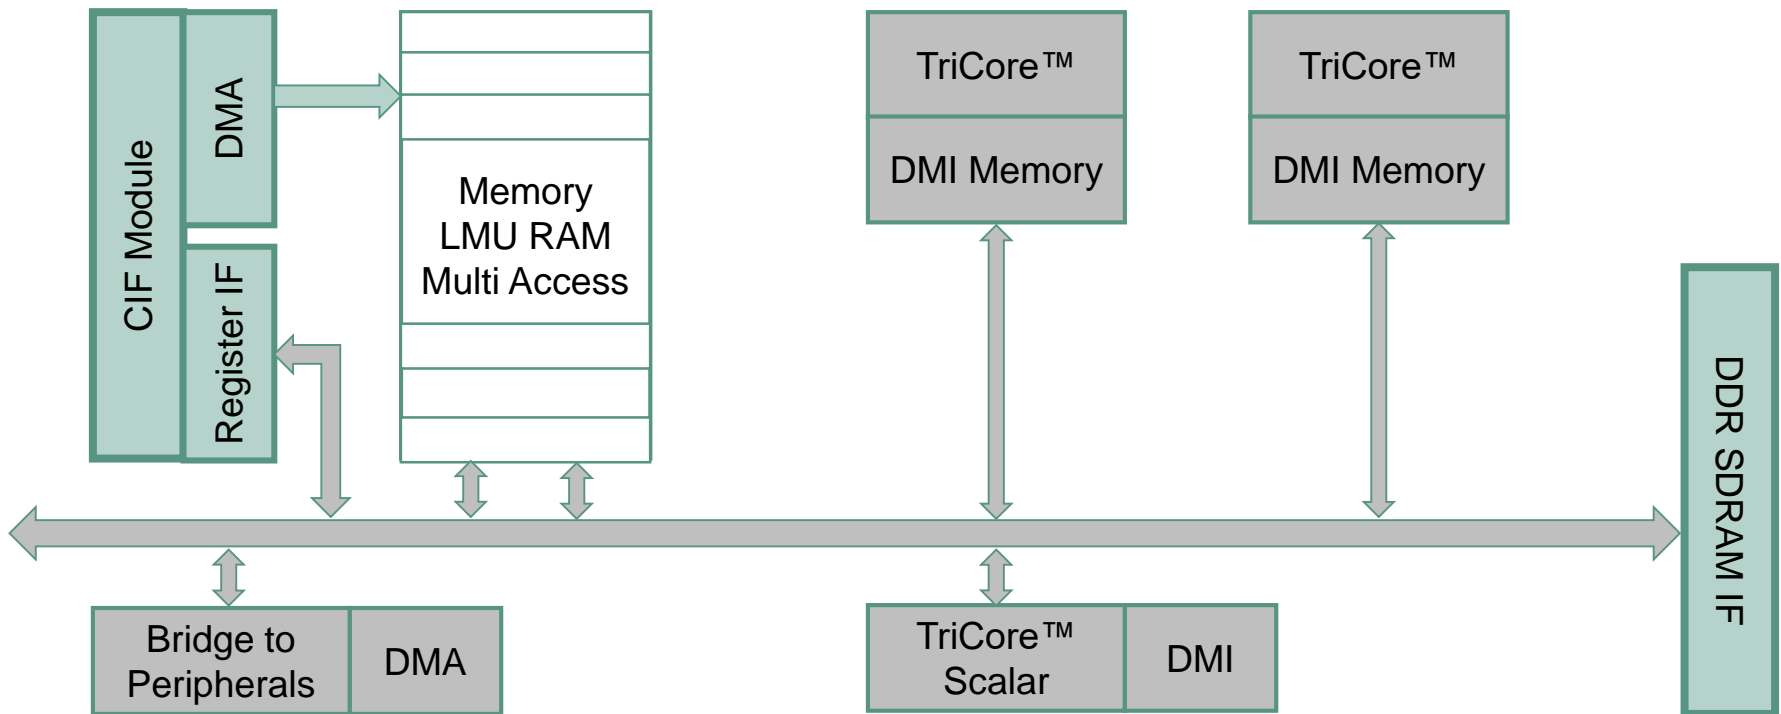 CIF Module
DMA
Register IF
Memory
LMU RAM
Multi Access
TriCore™
DMI Memory
TriCore™
DMI Memory
DDR SDRAM IF
Bridge to
Peripherals
DMA
TriCore™
Scalar
DMI